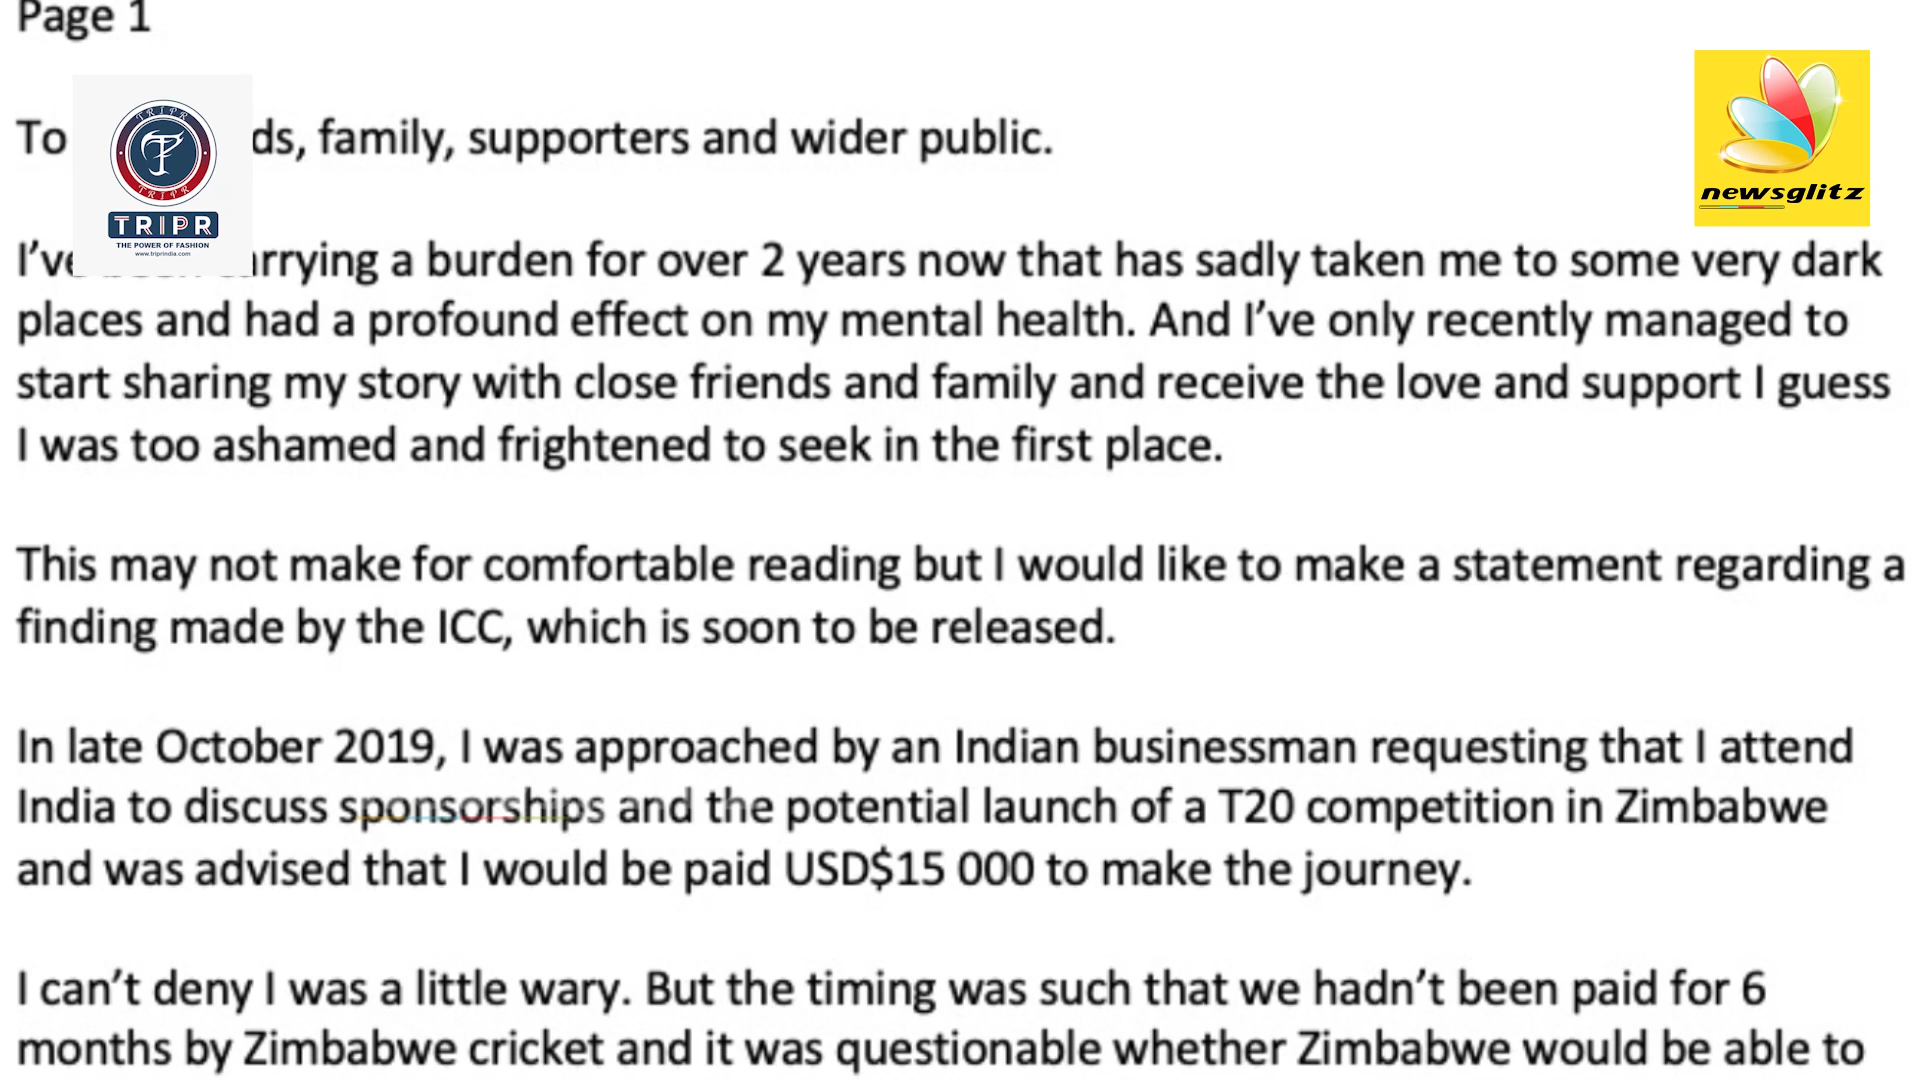 Page 1
To ds, family, supporters and wider public.
TRIPR
TRIPR
TRIPR
THE POWER OF FASHION
www.triprindia.com
newsglitz
I've been carrying a burden for over 2 years now that has sadly taken me to some very dark
places and had a profound effect on my mental health. And I've only recently managed to
start sharing my story with close friends and family and receive the love and support I guess
I was too ashamed and frightened to seek in the first place.
This may not make for comfortable reading but I would like to make a statement regarding a
finding made by the ICC, which is soon to be released.
In late October 2019, I was approached by an Indian businessman requesting that I attend
India to discuss sponsorships and the potential launch of a T20 competition in Zimbabwe
and was advised that I would be paid USD$15 000 to make the journey.
I can't deny I was a little wary. But the timing was such that we hadn't been paid for 6
months by Zimbabwe cricket and it was questionable whether Zimbabwe would be able to